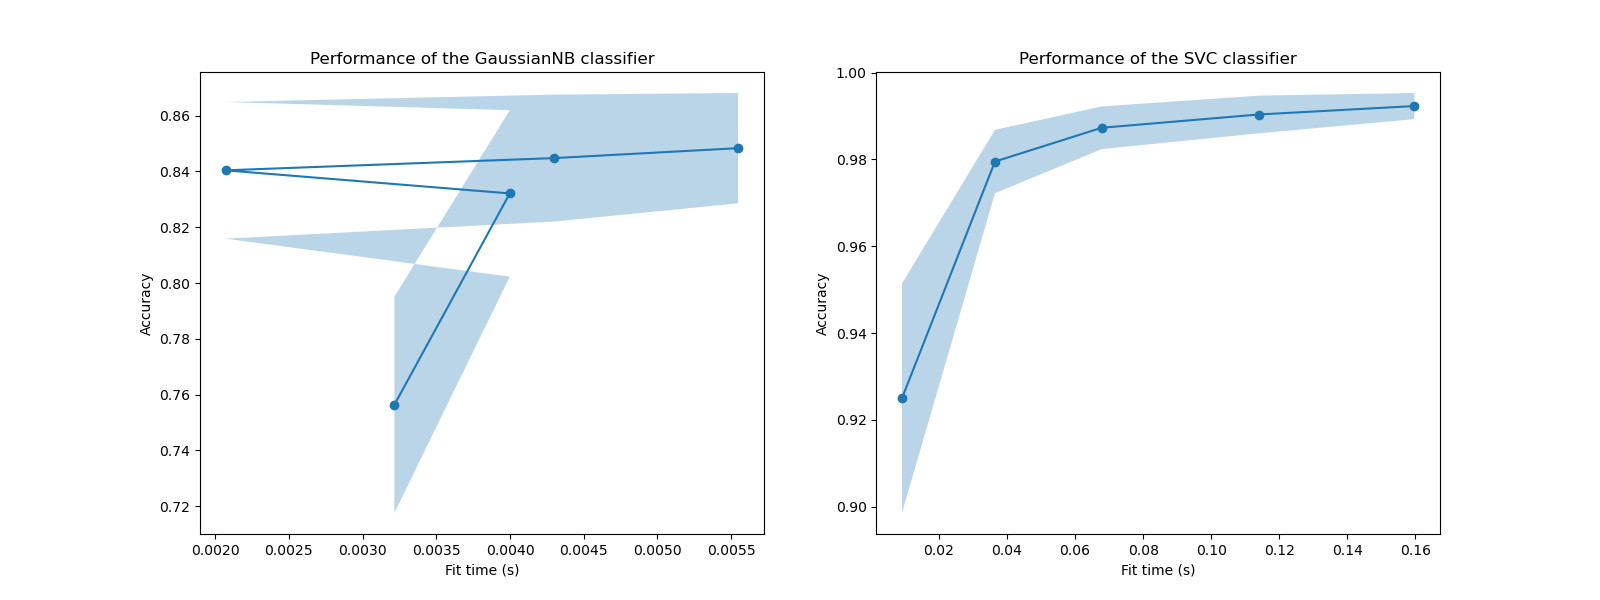 Performance of the GaussianNB classifier
0.86
0.84
0.82
0.80
0.78
0.76
0.74
0.72
Accuracy
0.0020 0.0025 0.0030 0.0035 0.0040 0.0045 0.0050 0.0055
Fit time (s)
Performance of the SVC classifier
1.00
0.98
0.96
0.94
0.92
0.90
Accuracy
0.02 0.04 0.06 0.08 0.10 0.12 0.14 0.16
Fit time (s)